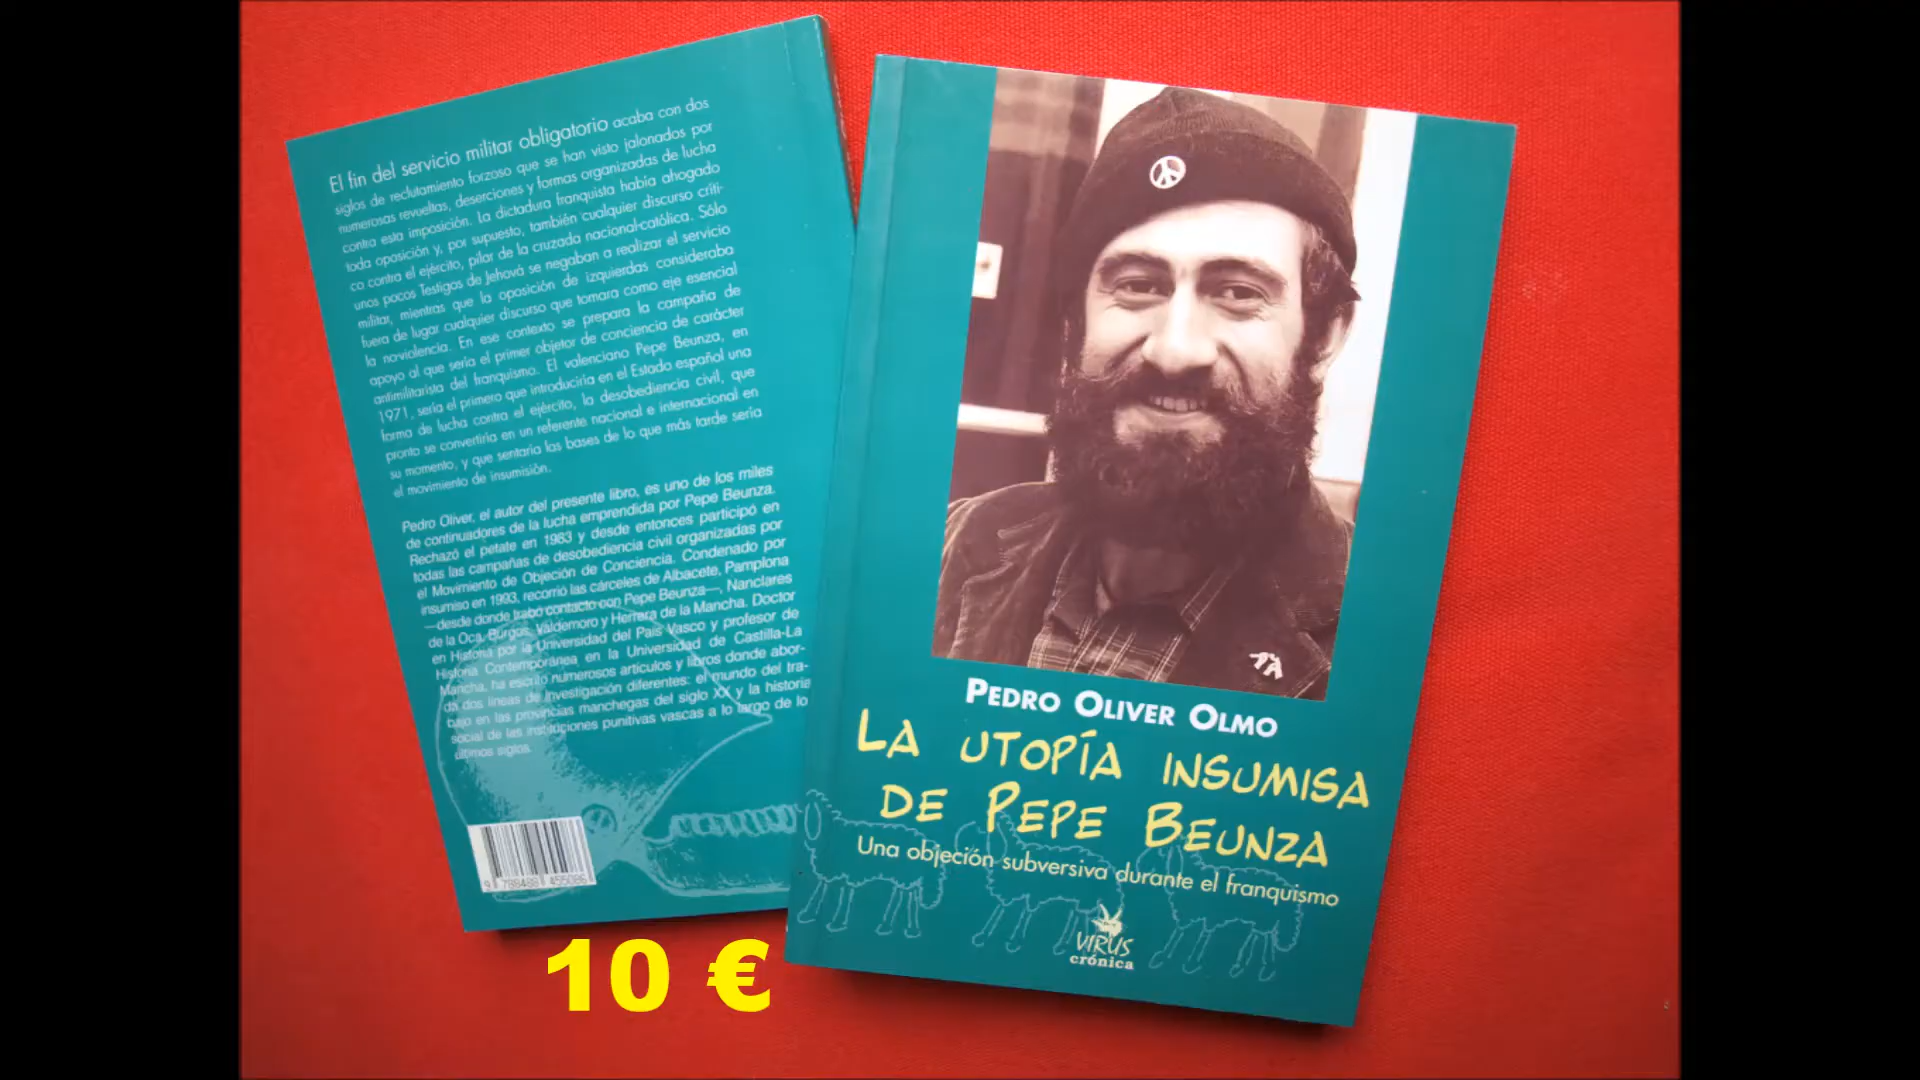 El fin del servicio militar obligatorio acaba con dos
siglos de reclutamiento forzoso que se han visto jalonados por
numerosas revueltas, deserciones y formas organizadas de lucha
contra esta imposición. La dictadura franquista había ahogado
toda oposición y, por supuesto, también cualquier discurso críti-
co contra el ejército, pilar de la cruzada nacional-católica. Sólo
unos pocos Testigos de Jehová se negaban a realizar el servicio
militar, mientras que la oposición de izquierdas consideraba
fuera de lugar cualquier discurso que tomara como eje esencial
la noviolencia. En ese contexto se prepara la campaña de
apoyo al que sería el primer objetor de conciencia de carácter
antimilitarista del franquismo. El valenciano Pepe Beunza, en
1971, sería el primero que introduciría en el Estado español una
forma de lucha contra el ejército, la desobediencia civil, que
pronto se convertiría en un referente nacional e internacional en
su momento, y que sentaría las bases de lo que más tarde sería
el movimiento de insumisión.
Pedro Oliver, el autor del presente libro, es uno de los miles
de continuadores de la lucha emprendida por Pepe Beunza.
Rechazó el petate en 1983 y desde entonces participó en
todas las campañas de desobediencia civil organizadas por
el Movimiento de Objeción de Conciencia. Condenado por
insumiso en 1993, recorrió las cárceles de Albacete, Pamplona
—desde donde trabó contacto con Pepe Beunza—, Nanclares
de la Oca, Burgos, Valdemoro y Herrera de la Mancha. Doctor
en Historia por la Universidad del País Vasco y profesor de
Historia Contemporánea en la Universidad de Castilla-La
Mancha, ha escrito numerosos artículos y libros donde abor-
da dos líneas de investigación diferentes: el mundo del tra-
bajo en las provincias manchegas del siglo XX y la historia
social de las instituciones punitivas vascas a lo largo de lo
últimos siglos.
9 788488 455086
10 €
PEDRO OLIVER OLMO
LA UTOPÍA INSUMISA
DE PEPE BEUNZA
Una objeción subversiva durante el franquismo
VIRUS
crónica